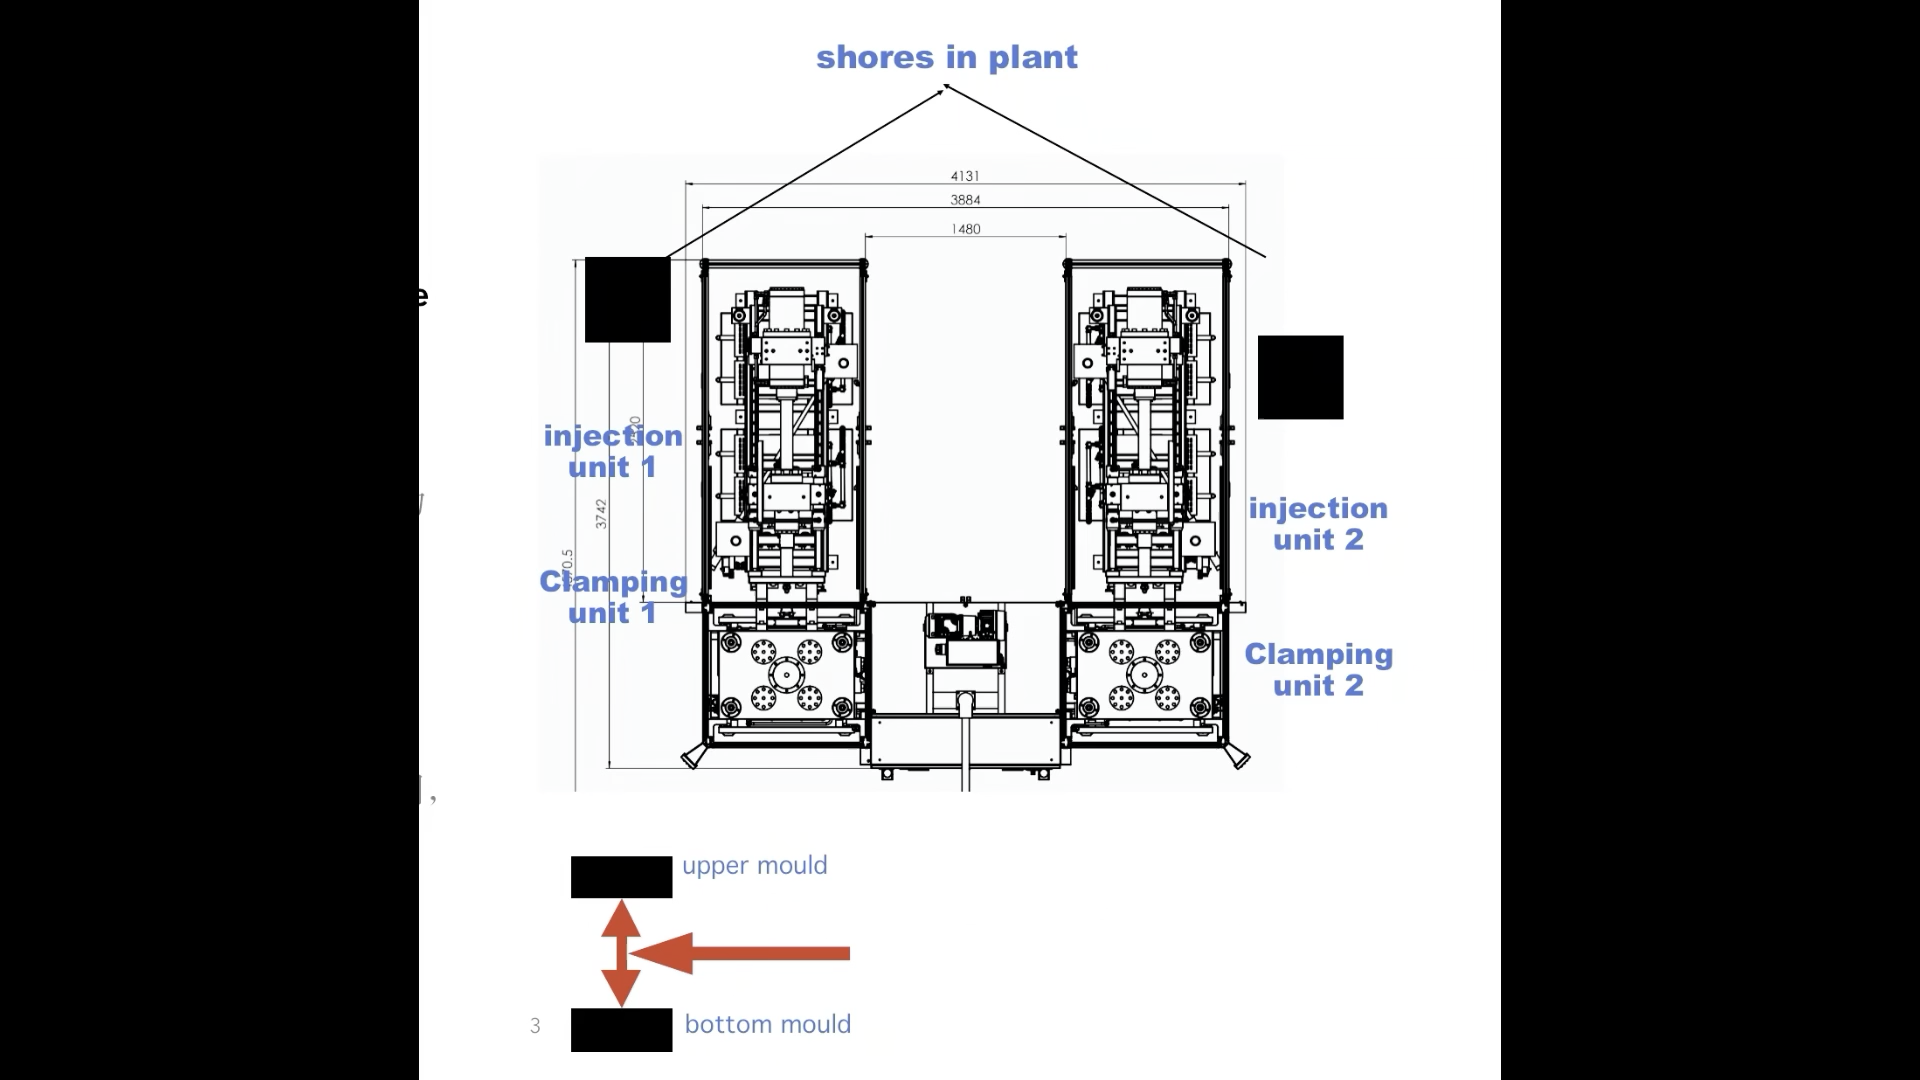 shores in plant
4131
3884
1480
e
injection
unit 1
injection
unit 2
3742
Clamping
unit 1
Clamping
unit 2
upper mould
bottom mould
3